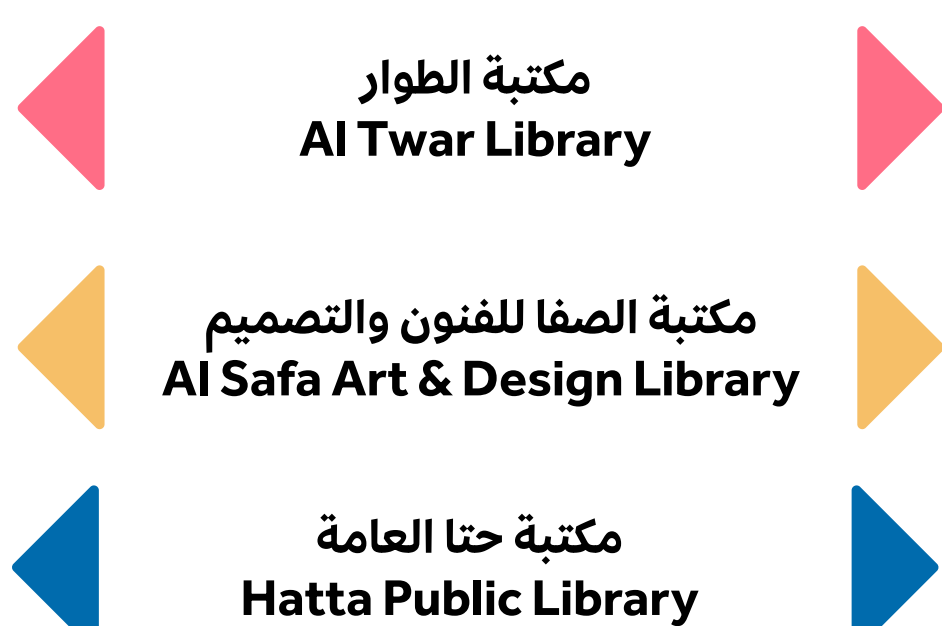 مكتبة الطوار
Al Twar Library
مكتبة الصفا للفنون والتصميم
Al Safa Art & Design Library
مكتبة حتا العامة
Hatta Public Library